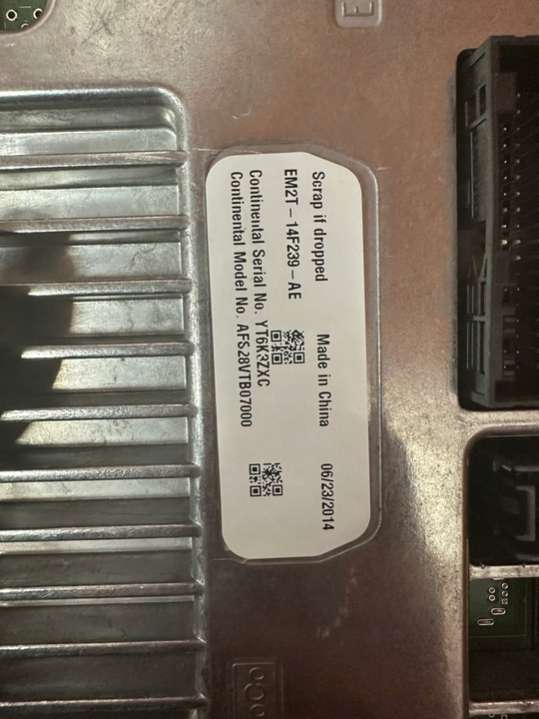 Scrap if dropped Made in China 06/23/2014
EM2T-14F239-AE
Continental Serial No. YT6K3ZXC
Continental Model No. AFS28VTB07000